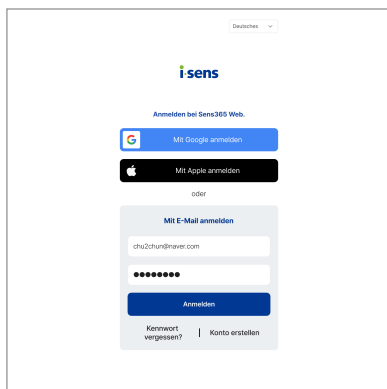 Deutsches
i·sens
Anmelden bei Sens365 Web.
Mit Google anmelden
Mit Apple anmelden
oder
Mit E-Mail anmelden
chu2chun@naver.com
●●●●●●●●
Anmelden
Kennwort vergessen? | Konto erstellen